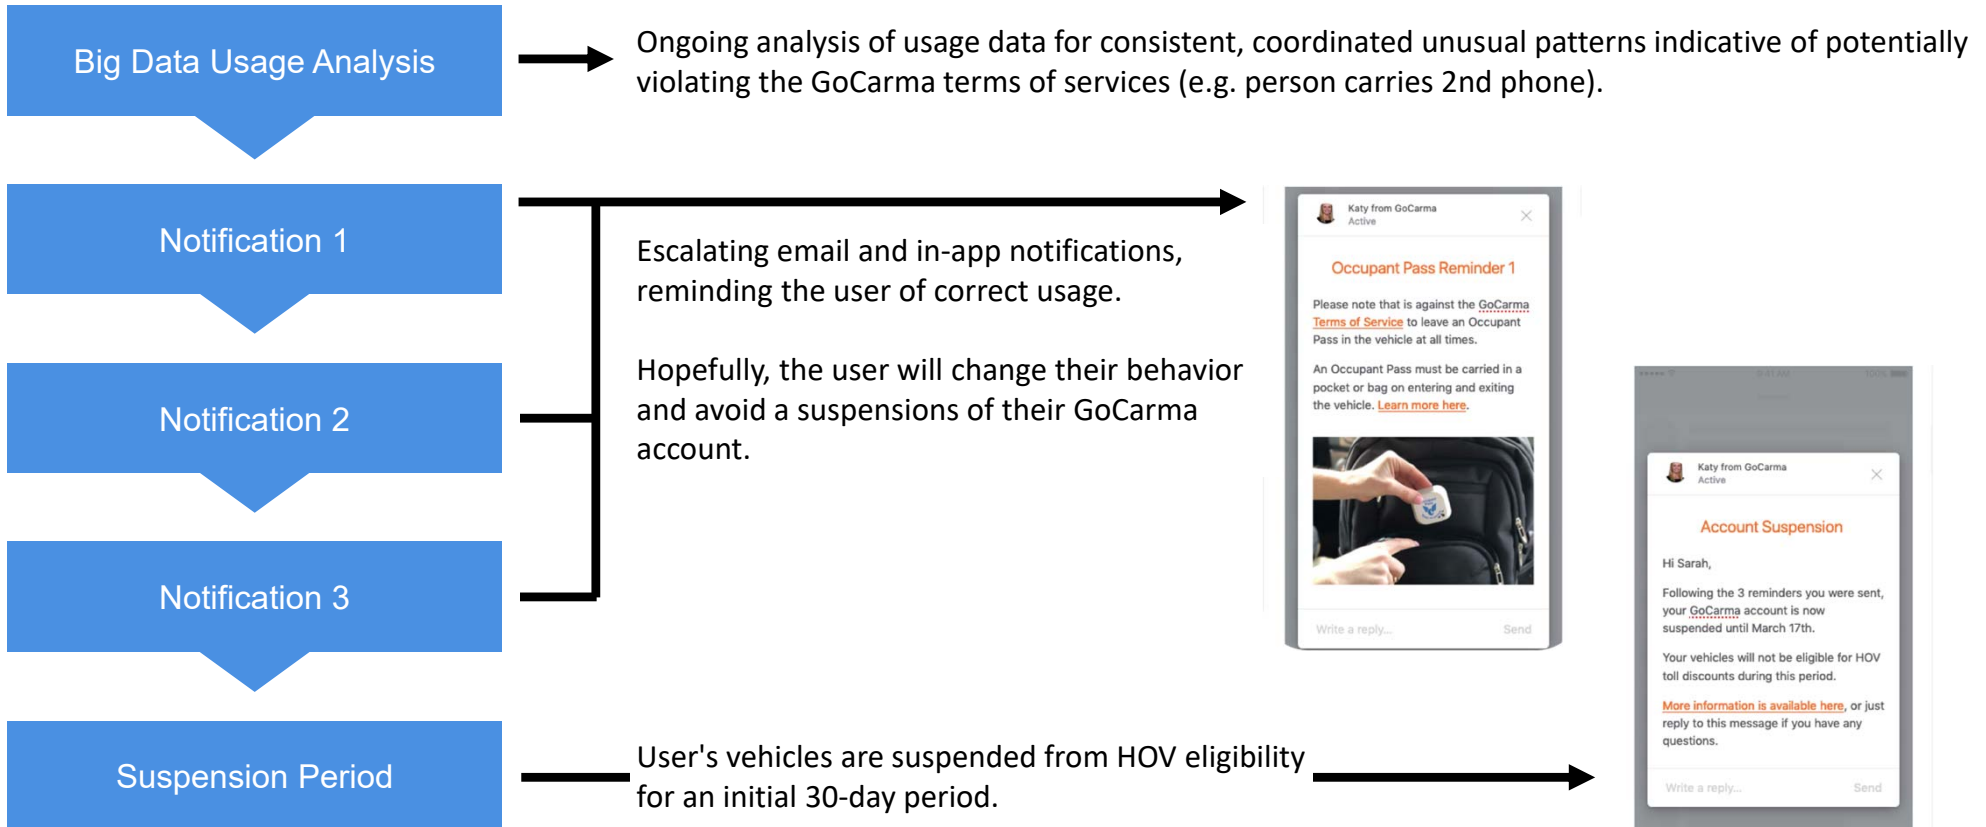 Big Data Usage Analysis
Ongoing analysis of usage data for consistent, coordinated unusual patterns indicative of potentially
violating the GoCarma terms of services (e.g. person carries 2nd phone).
Notification 1
Notification 2
Notification 3
Escalating email and in-app notifications,
reminding the user of correct usage.
Hopefully, the user will change their behavior
and avoid a suspensions of their GoCarma
account.
Katy from GoCarma
Active
Occupant Pass Reminder 1
Please note that is against the GoCarma
Terms of Service to leave an Occupant
Pass in the vehicle at all times.
An Occupant Pass must be carried in a
pocket or bag on entering and exiting
the vehicle. Learn more here.
Write a reply...
Send
Suspension Period
User's vehicles are suspended from HOV eligibility
for an initial 30-day period.
9:41 AM
100%
Katy from GoCarma
Active
Account Suspension
Hi Sarah,
Following the 3 reminders you were sent,
your GoCarma account is now
suspended until March 17th.
Your vehicles will not be eligible for HOV
toll discounts during this period.
More information is available here, or just
reply to this message if you have any
questions.
Write a reply...
Send